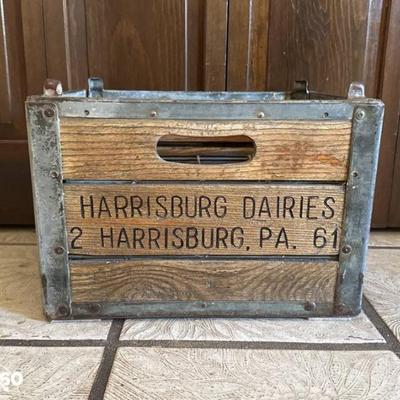 HARRISBURG DAIRIES
2 HARRISBURG, PA. 61
60